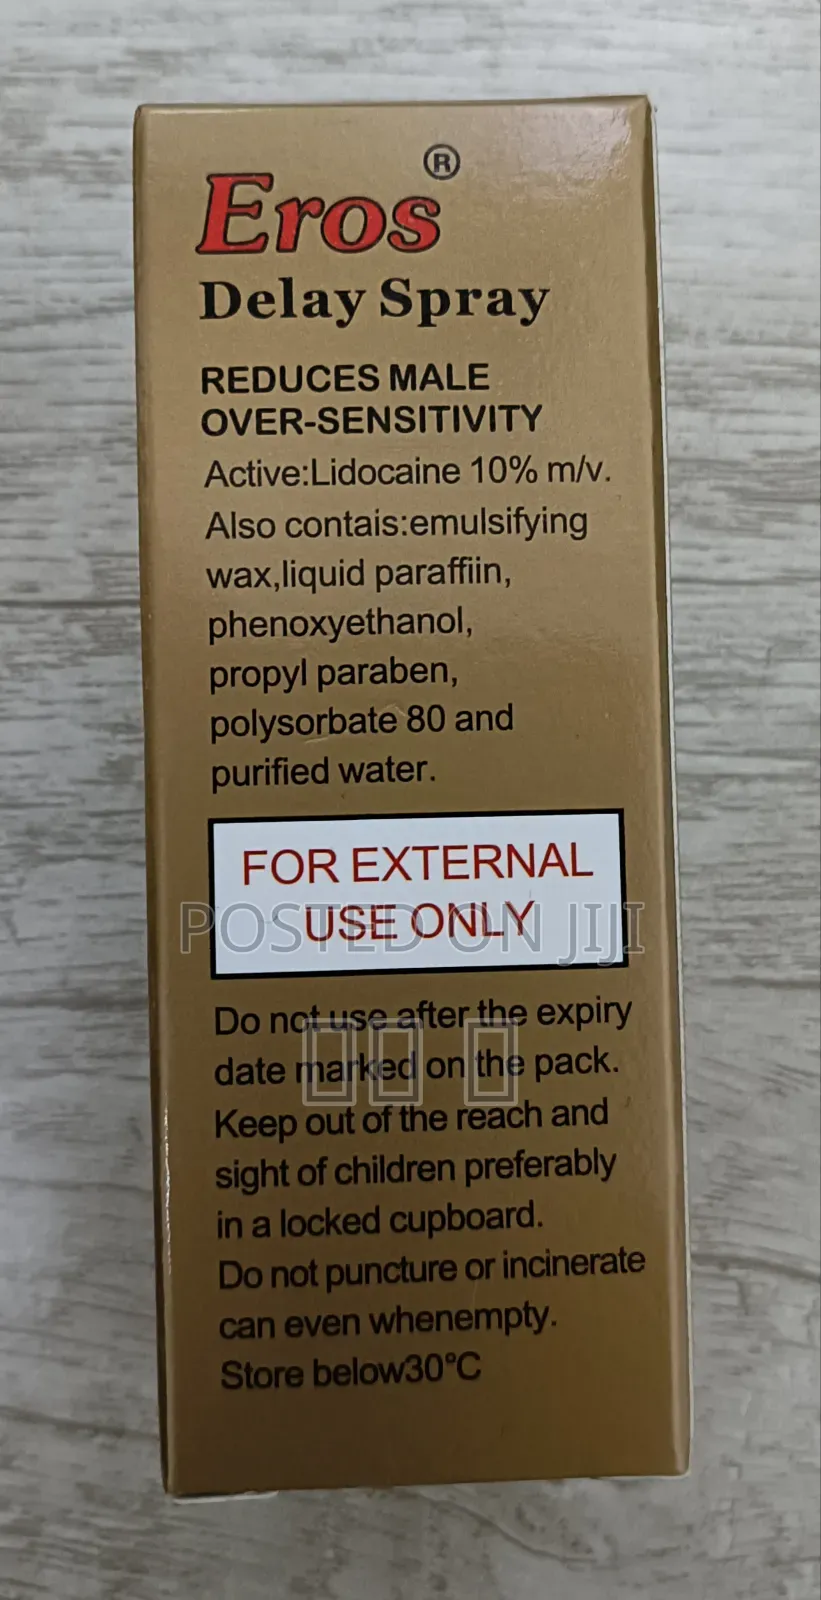 Eros®
Delay Spray
REDUCES MALE
OVER-SENSITIVITY
Active:Lidocaine 10% m/v.
Also contais:emulsifying
wax,liquid paraffiin,
phenoxyethanol,
propyl paraben,
polysorbate 80 and
purified water.
FOR EXTERNAL
USE ONLY
POSTED ON JIJI
Do not use after the expiry
date marked on the pack.
Keep out of the reach and
sight of children preferably
in a locked cupboard.
Do not puncture or incinerate
can even whenempty.
Store below30°C